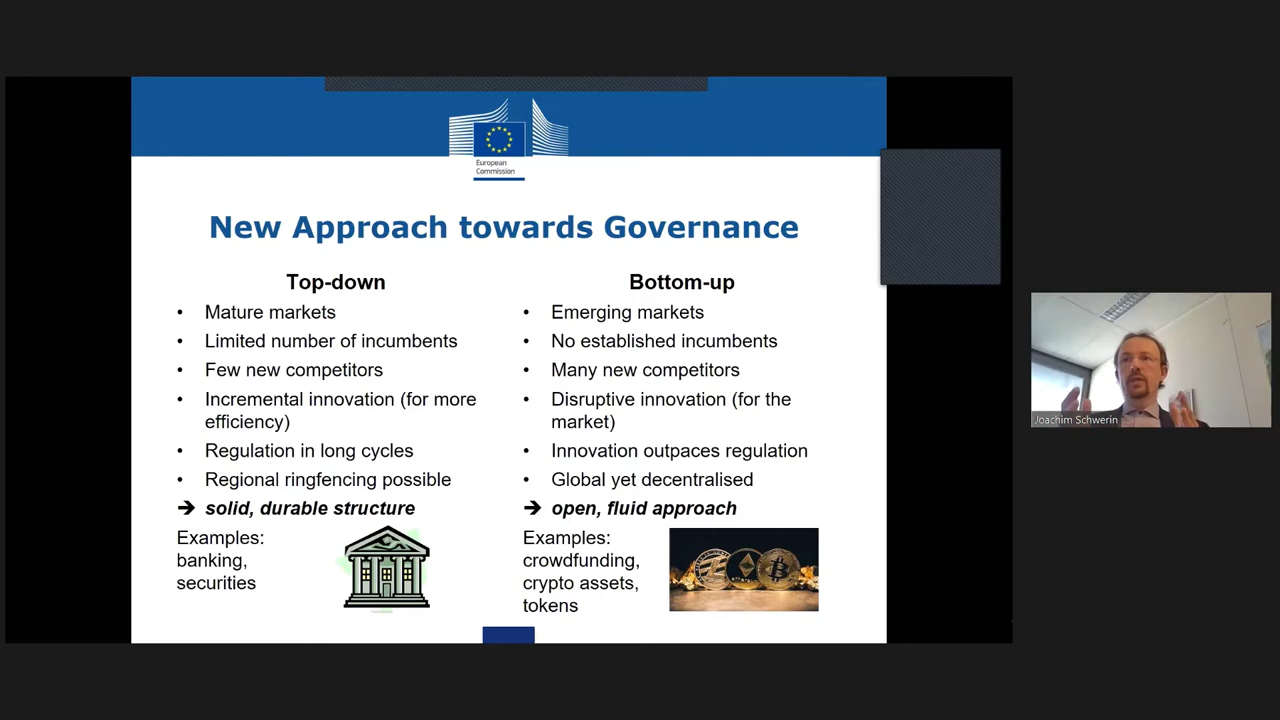 European
Commission
New Approach towards Governance
Top-down
• Mature markets
• Limited number of incumbents
• Few new competitors
• Incremental innovation (for more
efficiency)
• Regulation in long cycles
• Regional ringfencing possible
➔ solid, durable structure
Examples:
banking,
securities
Bottom-up
• Emerging markets
• No established incumbents
• Many new competitors
• Disruptive innovation (for the
market)
• Innovation outpaces regulation
• Global yet decentralised
➔ open, fluid approach
Examples:
crowdfunding,
crypto assets,
tokens
Joachim Schwerin